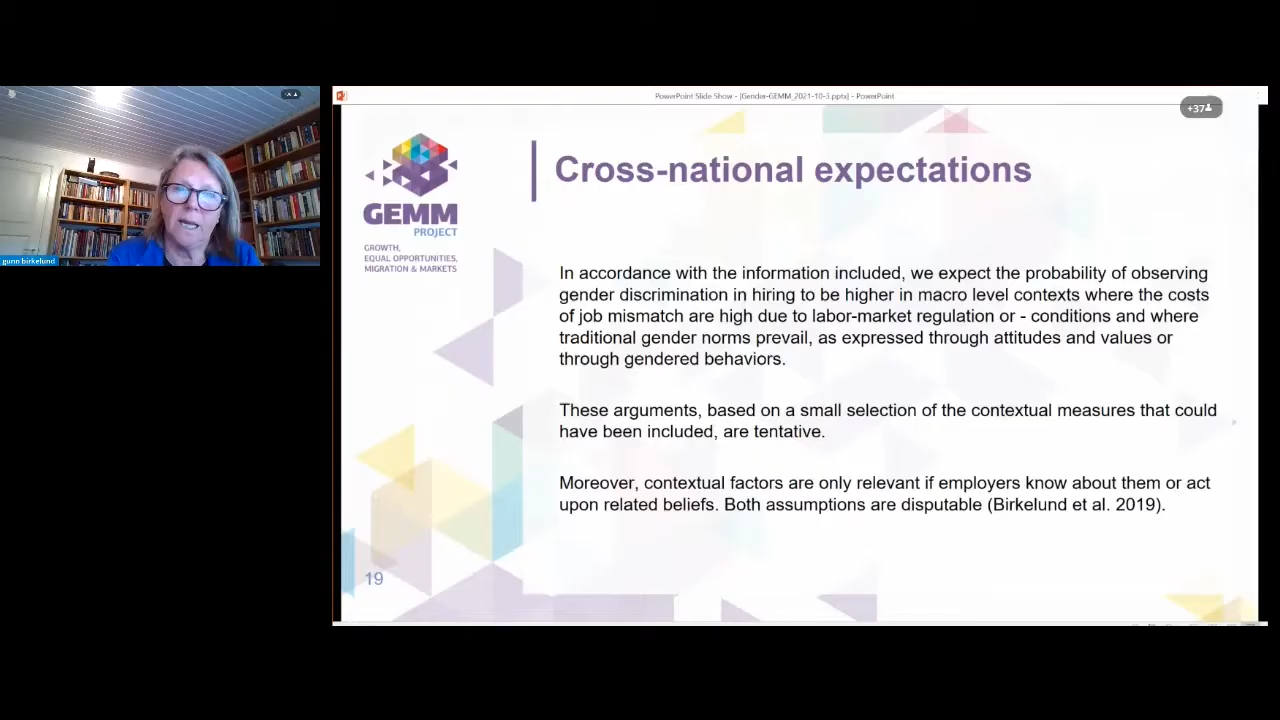 gunn birkelund
PowerPoint Slide Show - [Gender-GEMM_2021-10-3.pptx] - PowerPoint
+37
GEMM
PROJECT
GROWTH,
EQUAL OPPORTUNITIES,
MIGRATION & MARKETS
Cross-national expectations
In accordance with the information included, we expect the probability of observing
gender discrimination in hiring to be higher in macro level contexts where the costs
of job mismatch are high due to labor-market regulation or - conditions and where
traditional gender norms prevail, as expressed through attitudes and values or
through gendered behaviors.
These arguments, based on a small selection of the contextual measures that could
have been included, are tentative.
Moreover, contextual factors are only relevant if employers know about them or act
upon related beliefs. Both assumptions are disputable (Birkelund et al. 2019).
19